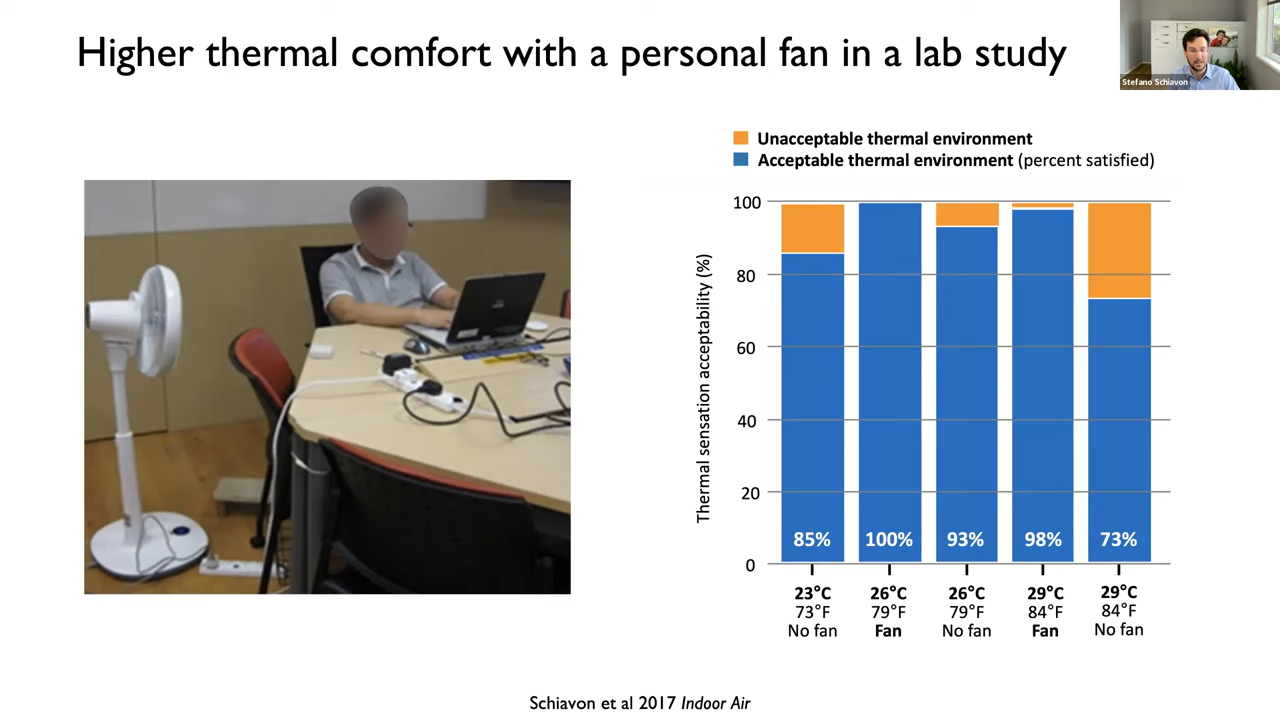 Higher thermal comfort with a personal fan in a lab study
Stefano Schiavon
Unacceptable thermal environment
Acceptable thermal environment (percent satisfied)
Thermal sensation acceptability (%)
100
80
60
40
20
0
85% 100% 93% 98% 73%
23°C 26°C 26°C 29°C 29°C
73°F 79°F 79°F 84°F 84°F
No fan Fan No fan Fan No fan
Schiavon et al 2017 Indoor Air